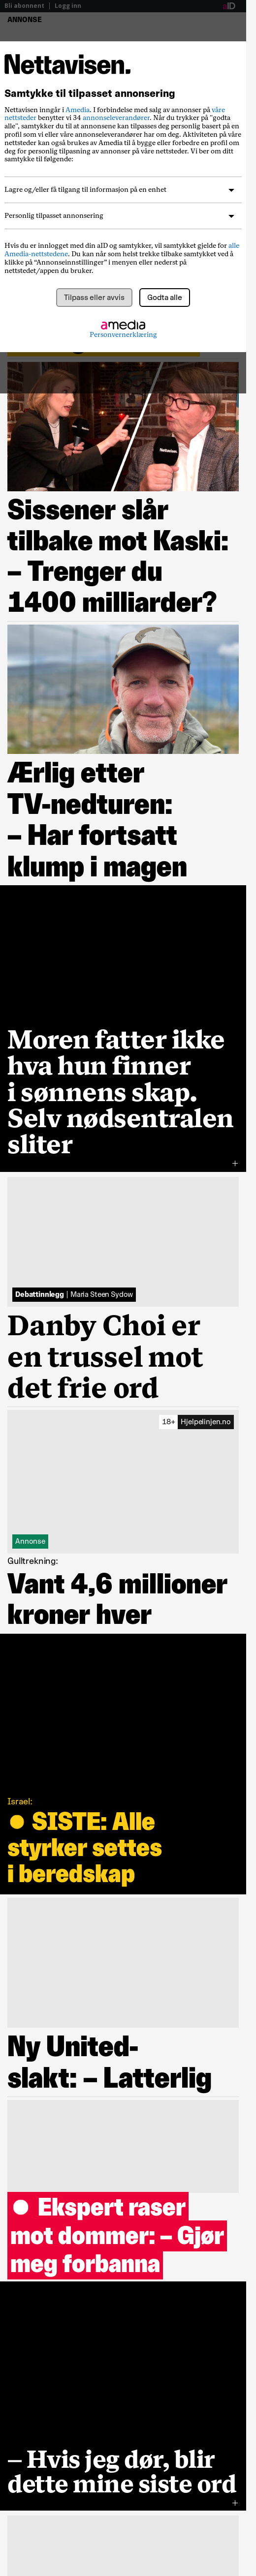 Bli abonnent | Logg inn aID
ANNONSE
Nettavisen.
Samtykke til tilpasset annonsering
Nettavisen inngår i Amedia. I forbindelse med salg av annonser på våre
nettsteder benytter vi 34 annonseleverandører. Når du trykker på "godta
alle", samtykker du til at annonsene kan tilpasses deg personlig basert på en
profil som vi eller våre annonseleverandører har om deg. Aktiviteten på våre
nettsteder kan også brukes av Amedia til å bygge eller forbedre en profil om
deg for personlig tilpasning av annonser på våre nettsteder. Vi ber om ditt
samtykke til følgende:
Lagre og/eller få tilgang til informasjon på en enhet
Personlig tilpasset annonsering
Hvis du er innlogget med din aID og samtykker, vil samtykket gjelde for alle
Amedia-nettstedene. Du kan når som helst trekke tilbake samtykket ved å
klikke på “Annonseinnstillinger” i menyen eller nederst på
nettstedet/appen du bruker.
Tilpass eller avvis Godta alle
amedia
Personvernerklæring
Nettavisen.
Sissener slår
tilbake mot Kaski:
– Trenger du
1400 milliarder?
Ærlig etter
TV-nedturen:
– Har fortsatt
klump i magen
Moren fatter ikke
hva hun finner
i sønnens skap.
Selv nødsentralen
sliter
+
Debattinnlegg | Maria Steen Sydow
Danby Choi er
en trussel mot
det frie ord
18+ Hjelpelinjen.no
Annonse
Gulltrekning:
Vant 4,6 millioner
kroner hver
Israel:
● SISTE: Alle
styrker settes
i beredskap
Ny United-
slakt: – Latterlig
● Ekspert raser
mot dommer: – Gjør
meg forbanna
– Hvis jeg dør, blir
dette mine siste ord
+